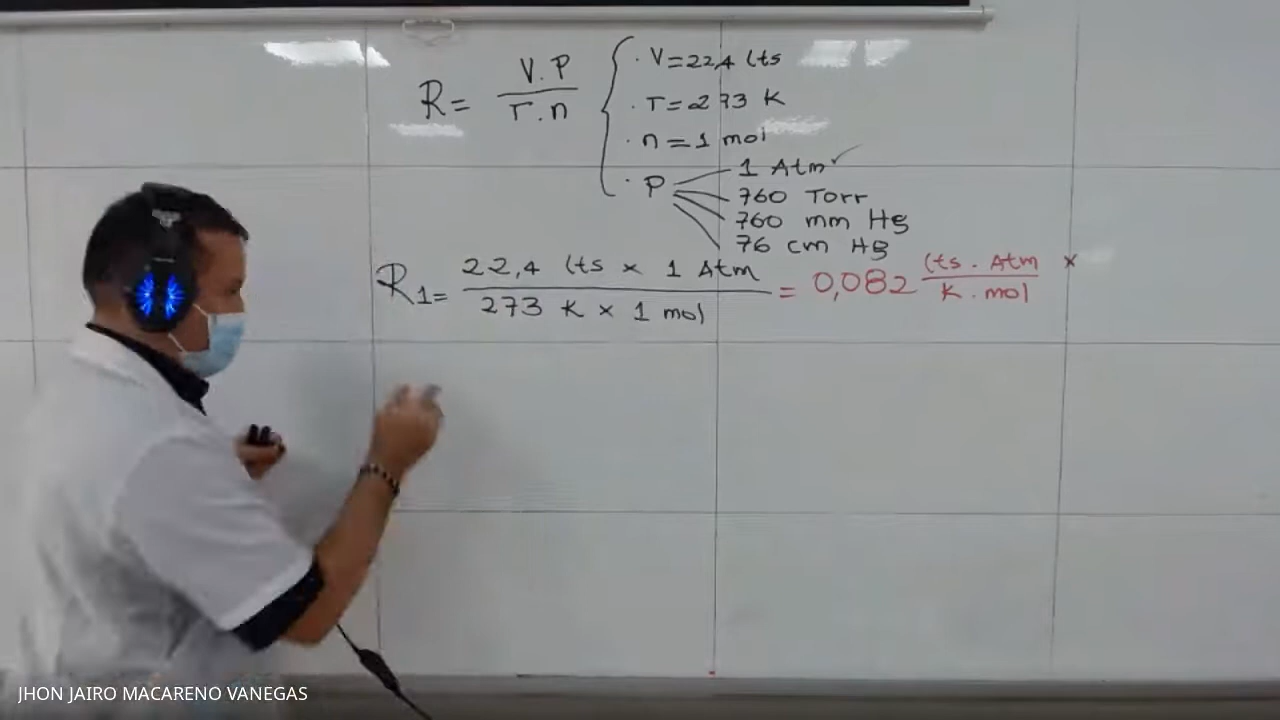 R = V.P / T.n
· V = 22,4 lts
· T = 273 K
· n = 1 mol
· P
1 Atm ✓
760 Torr
760 mm Hg
76 cm Hg
R1 = 22,4 lts x 1 Atm / 273 K x 1 mol = 0,082 lts . Atm / K . mol *
JHON JAIRO MACARENO VANEGAS